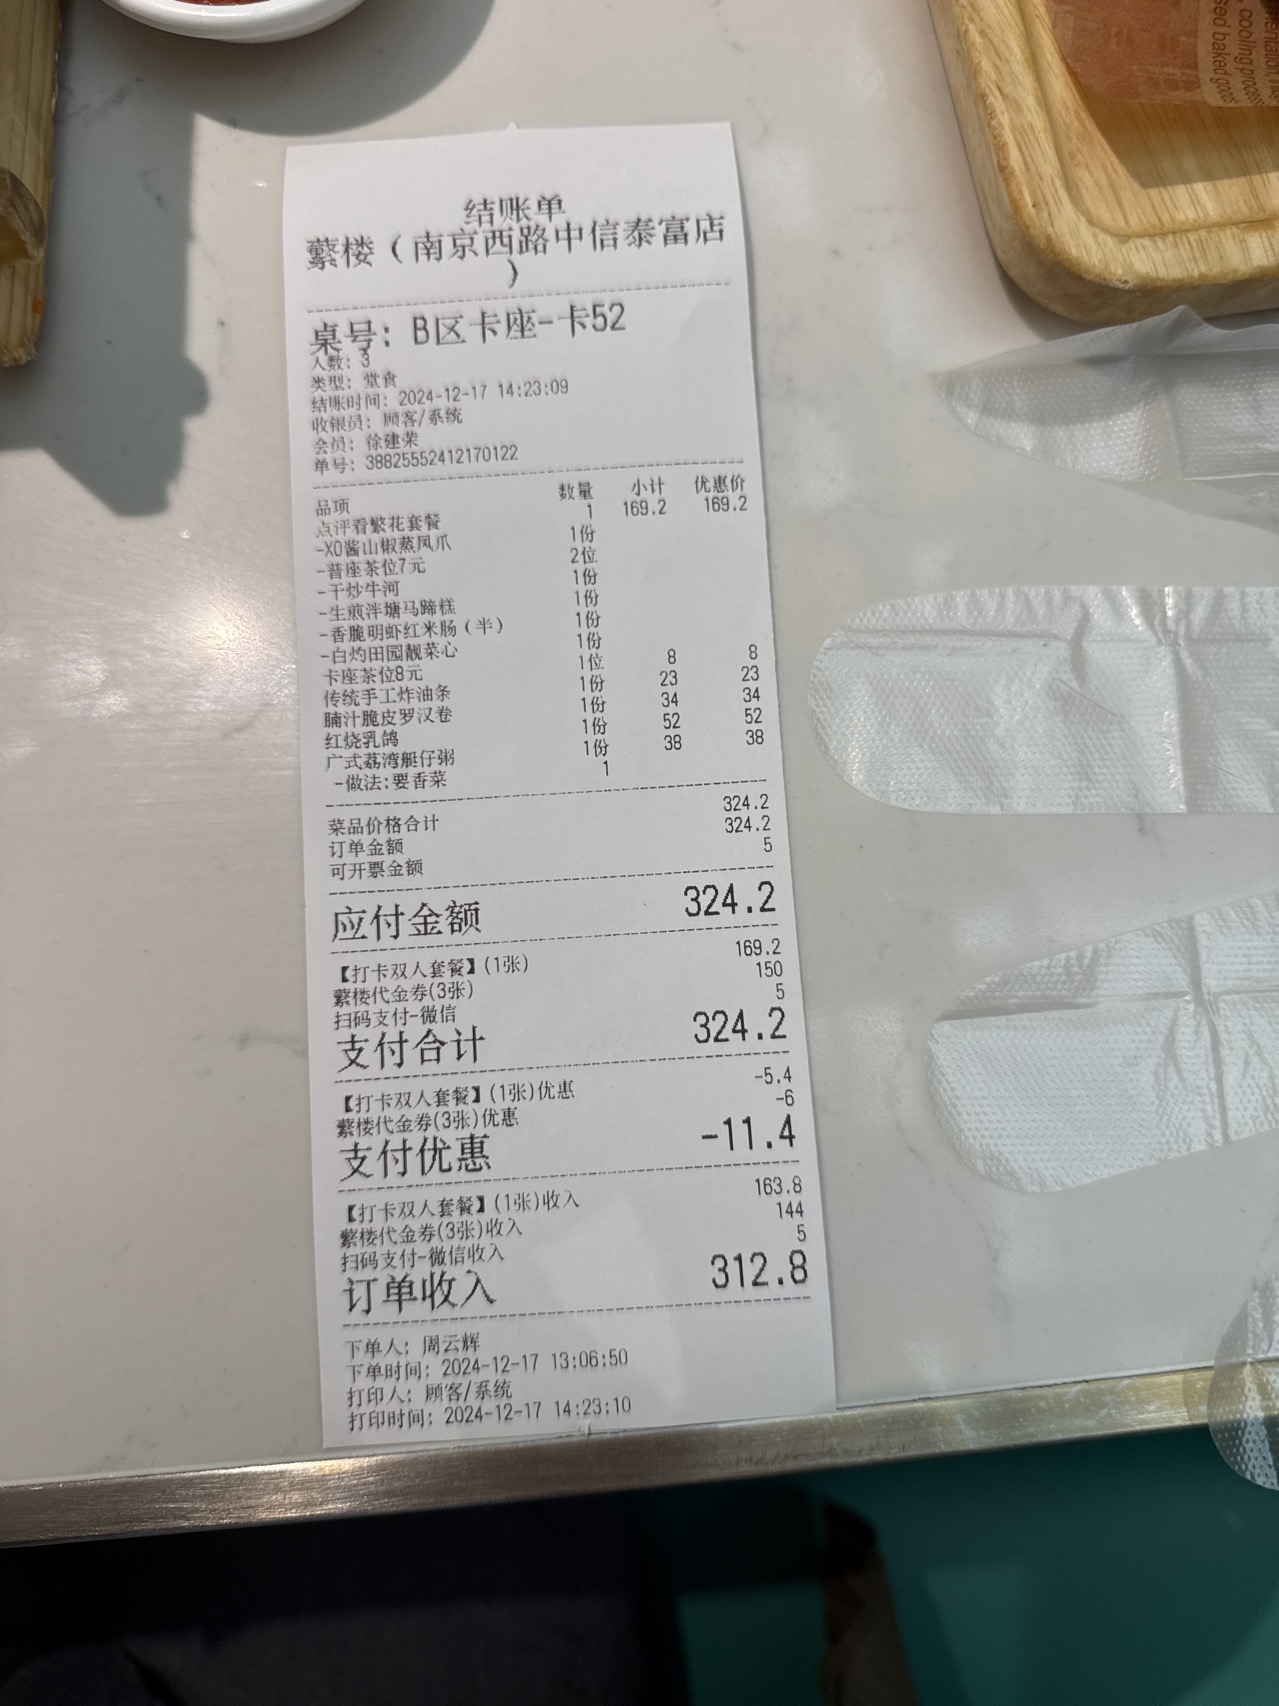 结账单
蘩楼（南京西路中信泰富店
）
桌号：B区卡座-卡52
人数：3
类型：堂食
结账时间：2024-12-17 14:23:09
收银员：顾客/系统
会员：徐建荣
单号：38825552412170122
品项 数量 小计 优惠价
点评看繁花套餐 1 169.2 169.2
-XO酱山椒蒸凤爪 1份
-普座茶位7元 2位
-干炒牛河 1份
-生煎泮塘马蹄糕 1份
-香脆明虾红米肠（半） 1份
-白灼田园靓菜心 1份
卡座茶位8元 1位 8 8
传统手工炸油条 1份 23 23
腩汁脆皮罗汉卷 1份 34 34
红烧乳鸽 1份 52 52
广式荔湾艇仔粥 1份 38 38
-做法:要香菜 1
菜品价格合计 324.2
订单金额 324.2
可开票金额 5
应付金额 324.2
【打卡双人套餐】(1张) 169.2
蘩楼代金券(3张) 150
扫码支付-微信 5
支付合计 324.2
【打卡双人套餐】(1张)优惠 -5.4
蘩楼代金券(3张)优惠 -6
支付优惠 -11.4
【打卡双人套餐】(1张)收入 163.8
蘩楼代金券(3张)收入 144
扫码支付-微信收入 5
订单收入 312.8
下单人：周云辉
下单时间：2024-12-17 13:06:50
打印人：顾客/系统
打印时间：2024-12-17 14:23:10
cooling process
baked goods